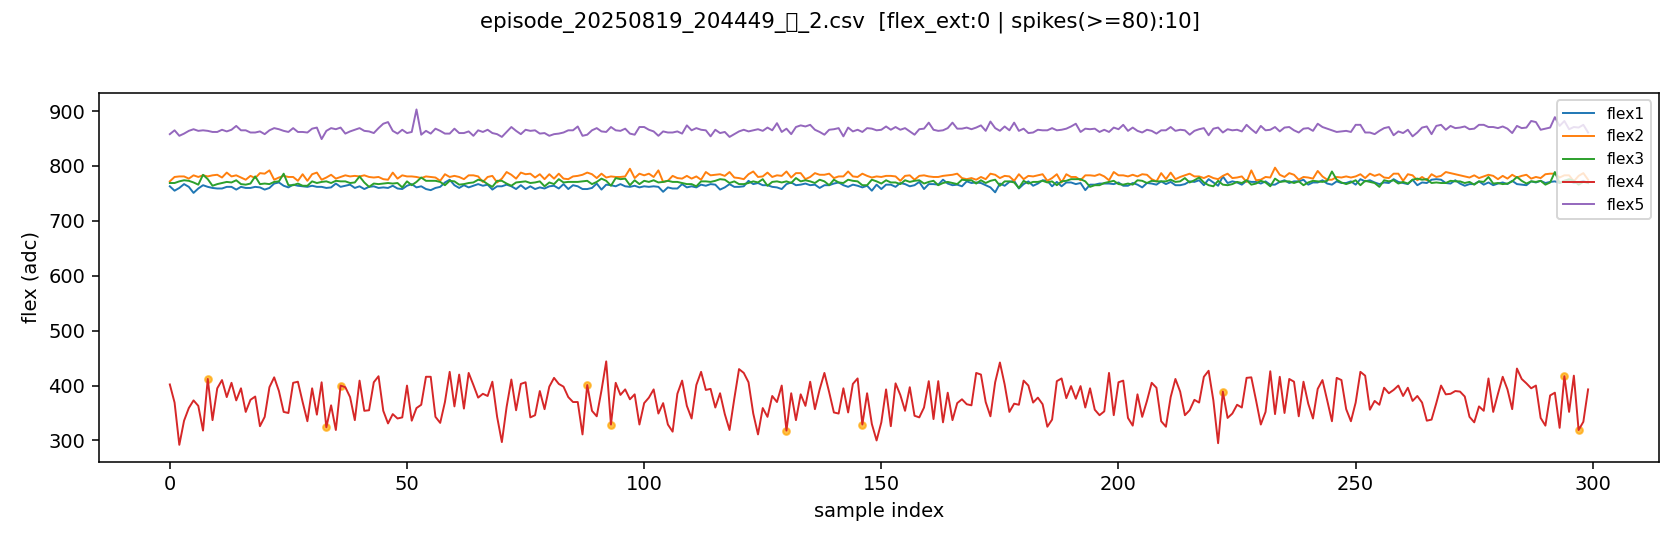 episode_20250819_204449_▯_2.csv [flex_ext:0 | spikes(>=80):10]
900
800
700
600
500
400
300
flex (adc)
flex1
flex2
flex3
flex4
flex5
0
50
100
150
200
250
300
sample index